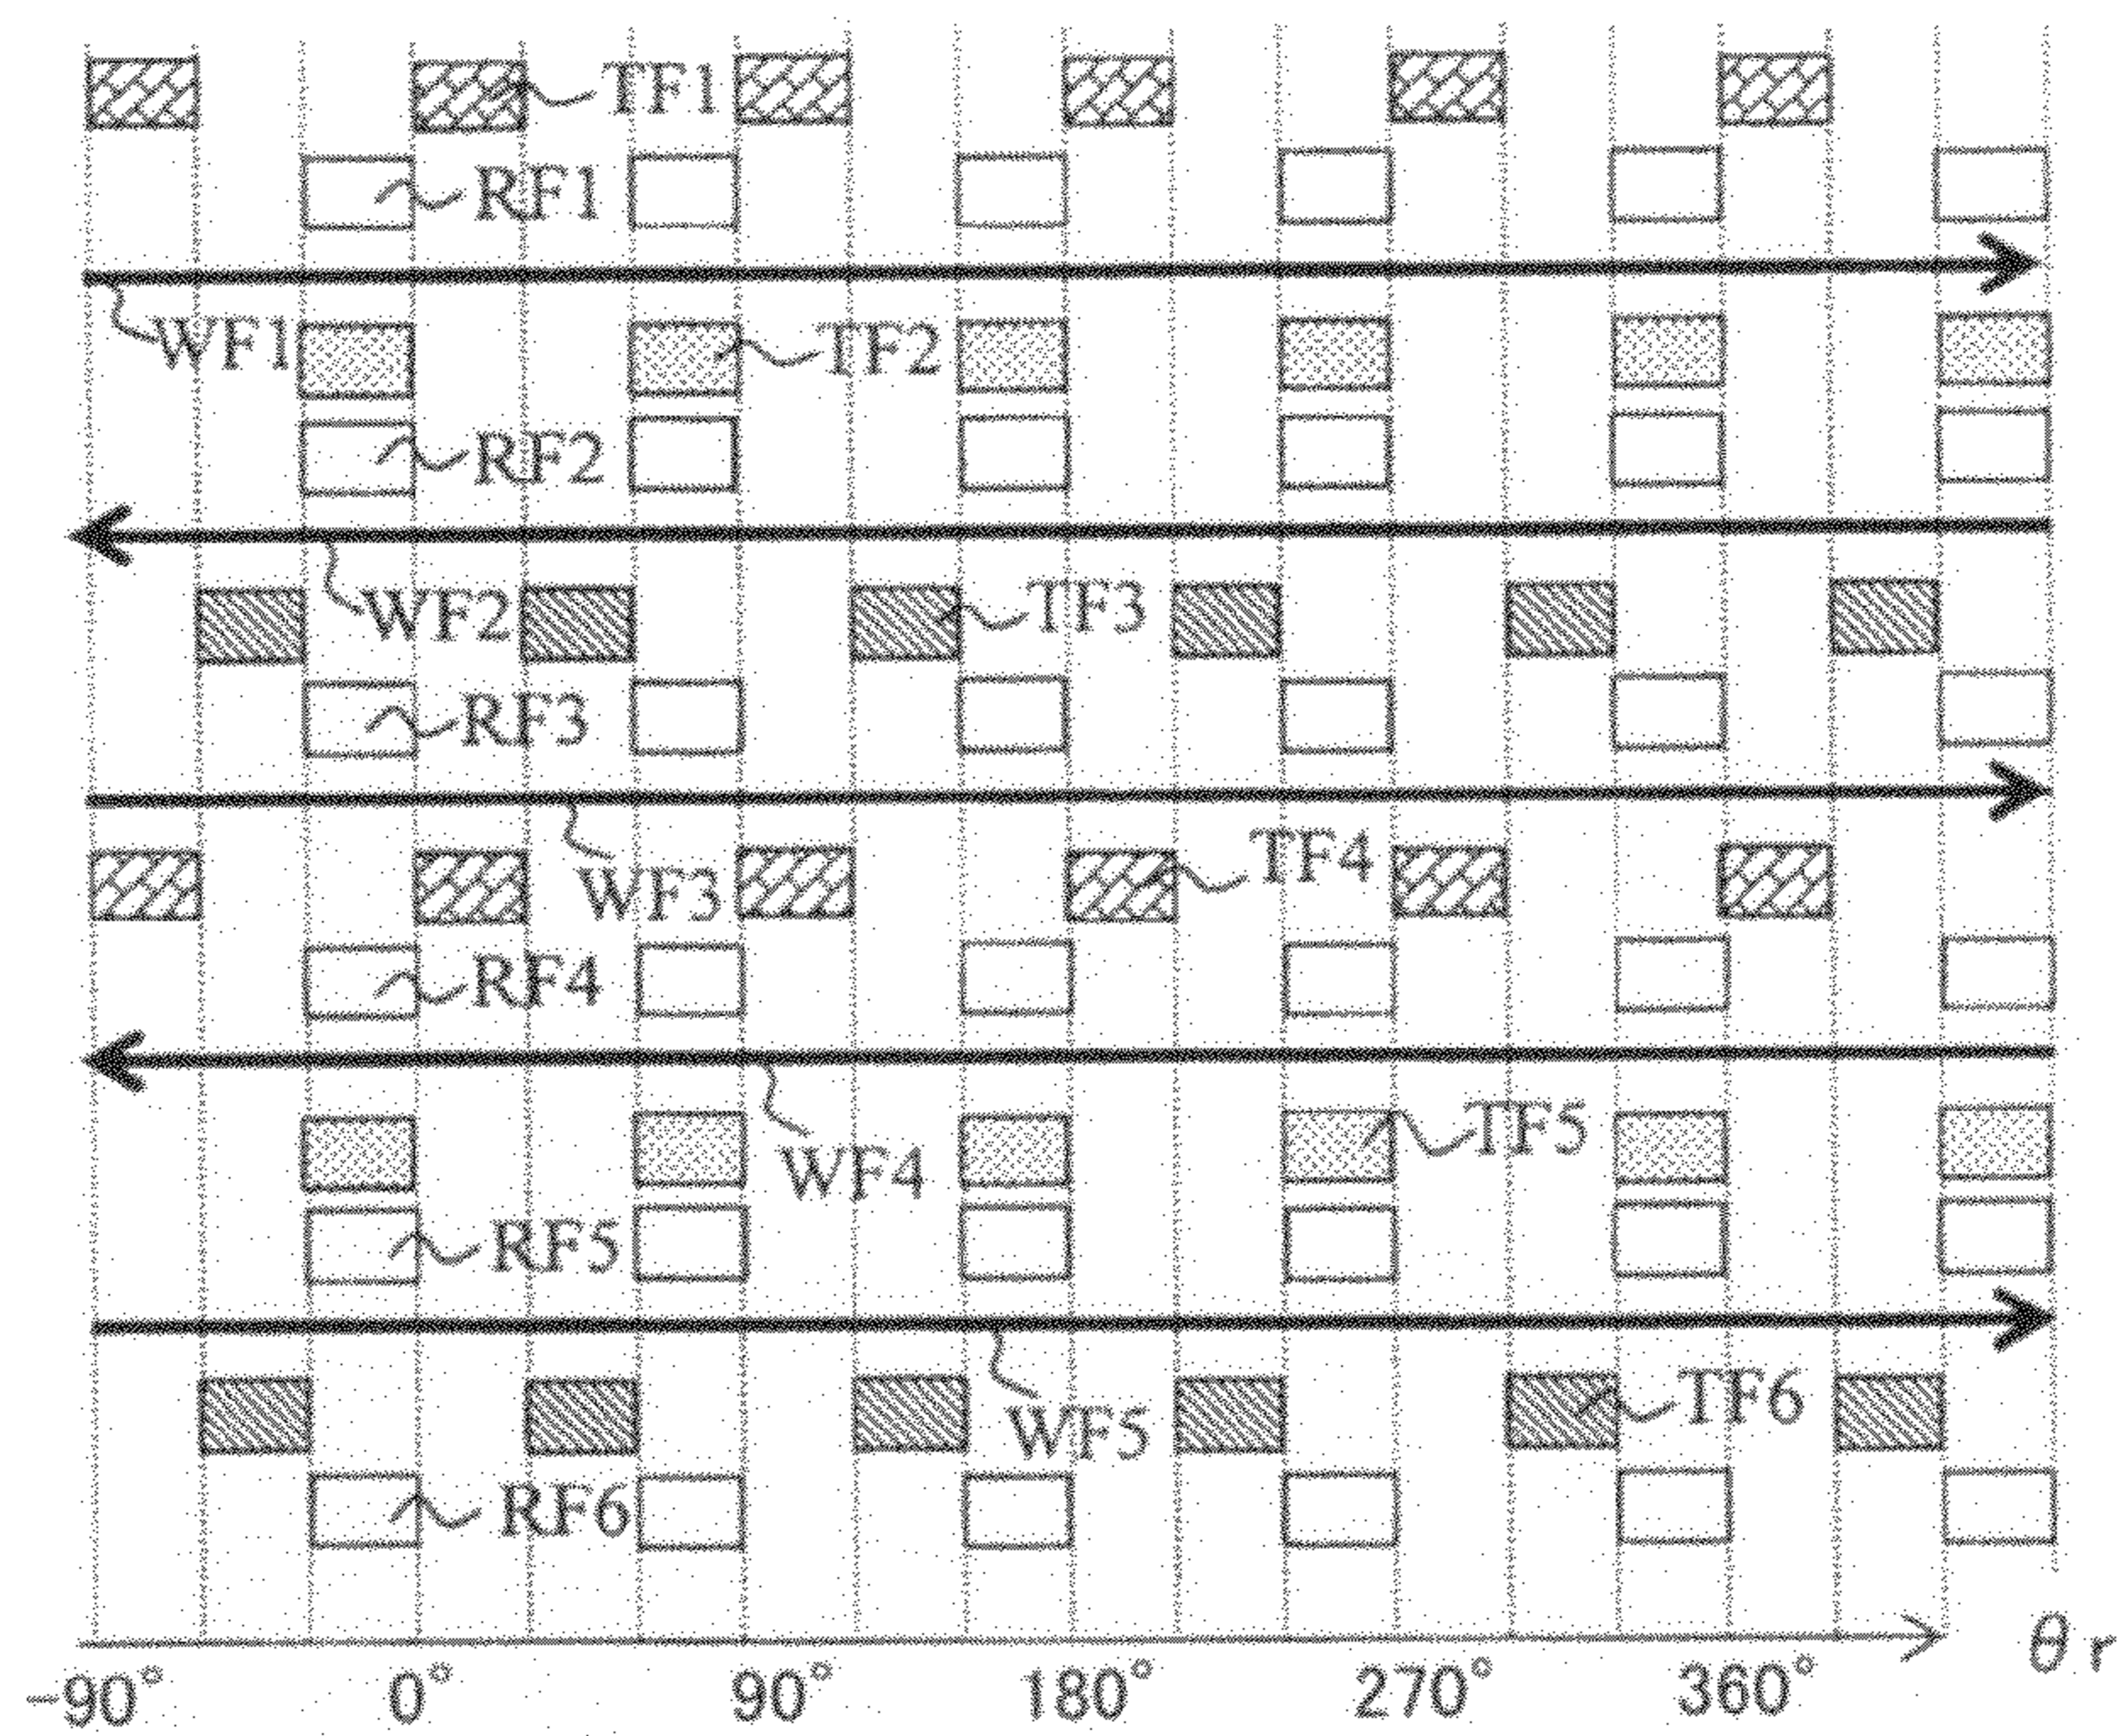 TF1
RF1
WF1
TF2
RF2
WF2
TF3
RF3
WF3
TF4
RF4
WF4
TF5
RF5
WF5
TF6
RF6
-90° 0° 90° 180° 270° 360° θr